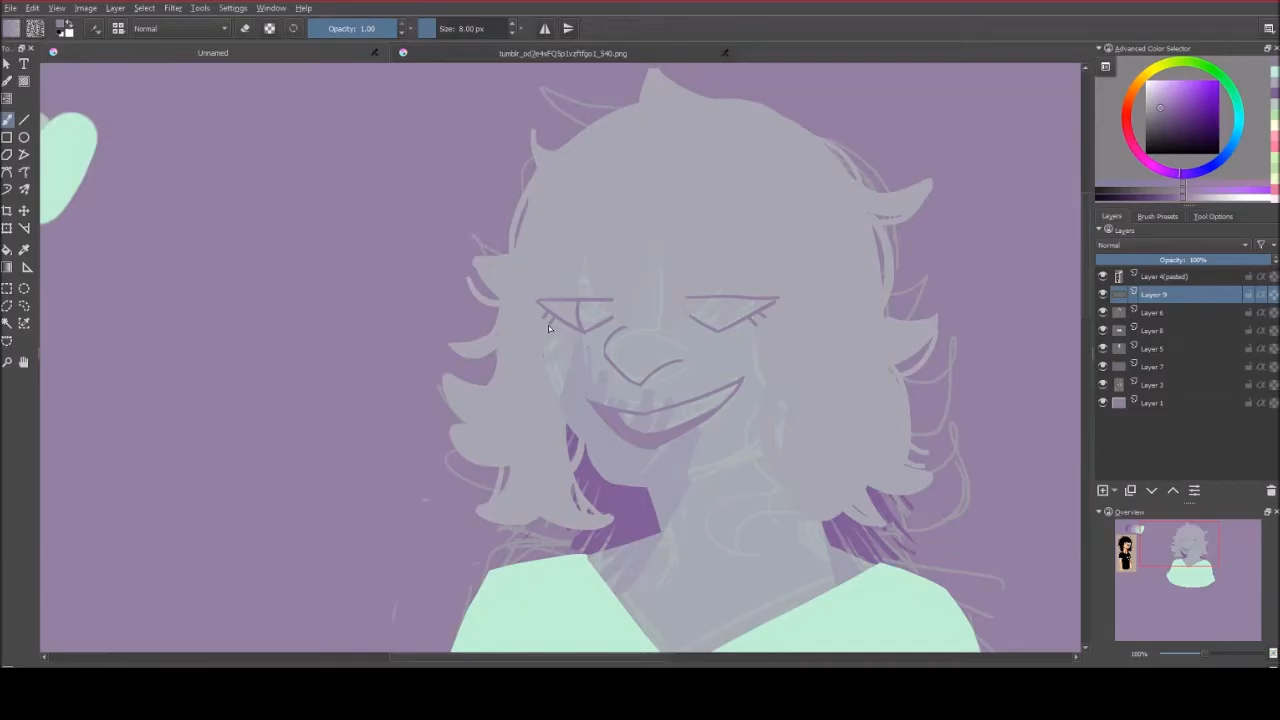 File Edit View Image Layer Select Filter Tools Settings Window Help
Normal Opacity: 1.00 Size: 8.00 px
To...
Unnamed
Advanced Color Selector
Layers Brush Presets Tool Options
Layers
Normal
Opacity: 100%
Layer 4(pasted)
Layer 9
Layer 6
Layer 8
Layer 5
Layer 7
Layer 3
Layer 1
Overview
100%